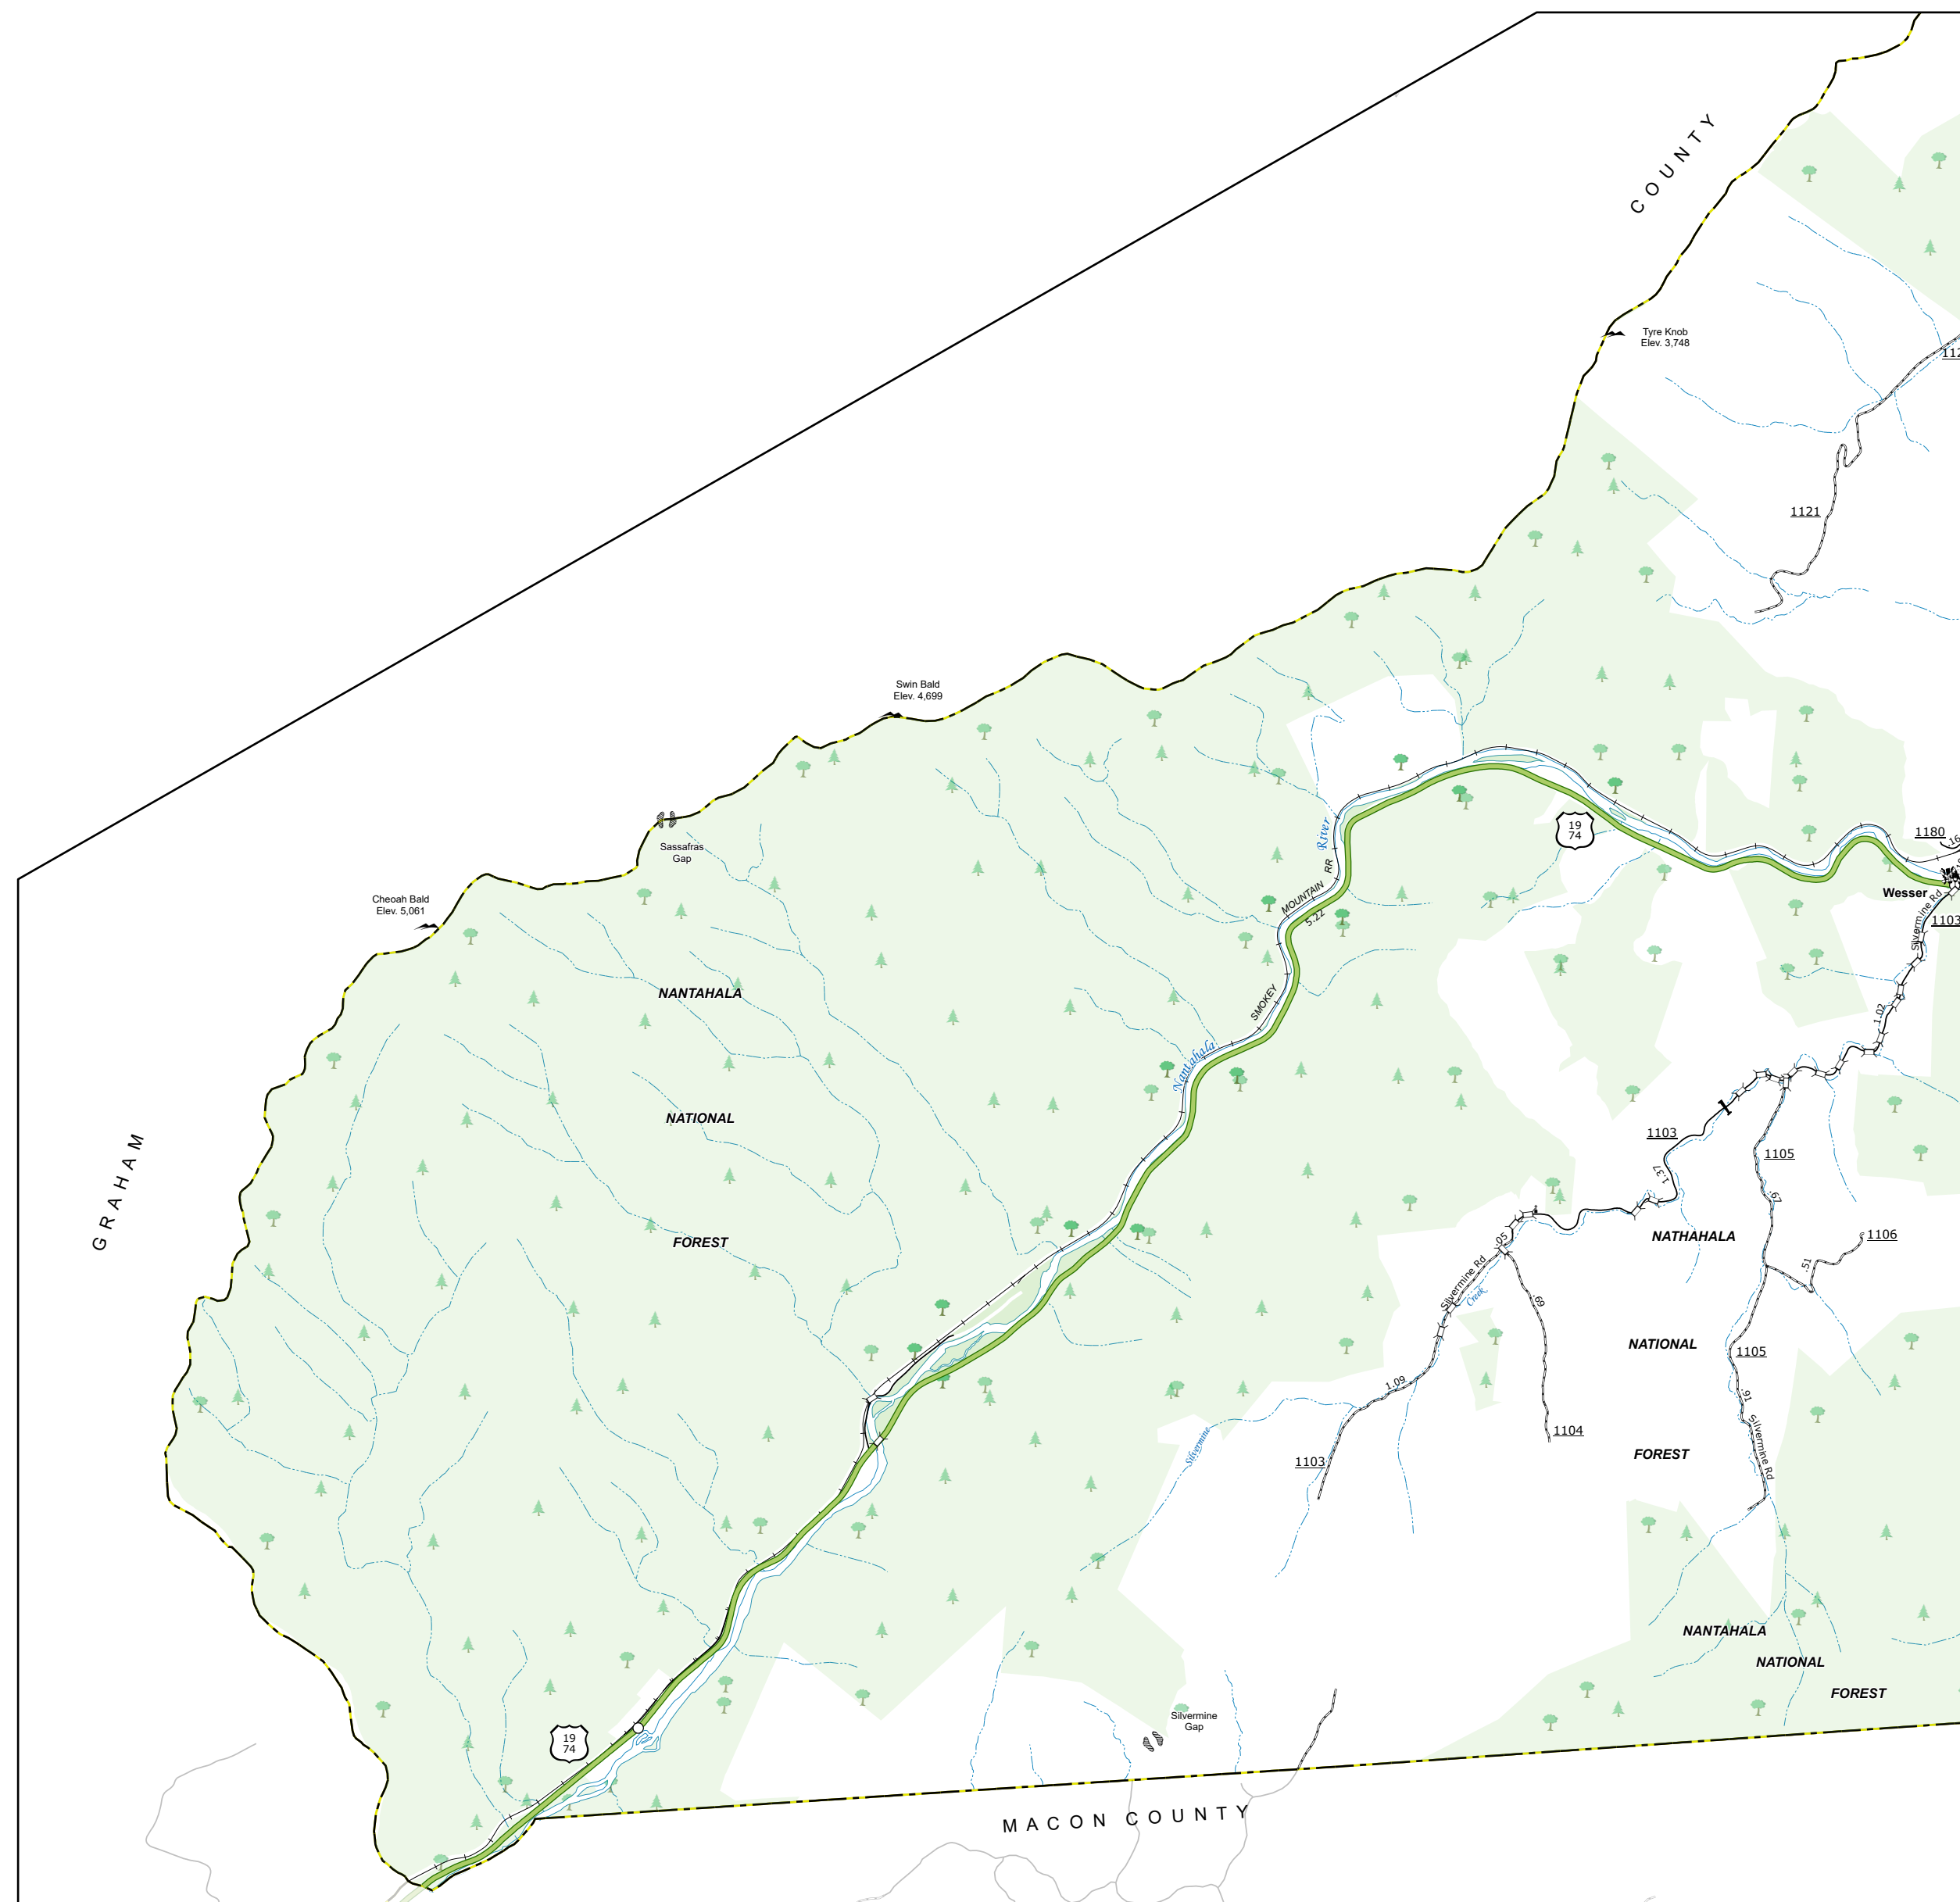 COUNTY
Tyre Knob
Elev. 3,748
1121
Swin Bald
Elev. 4,699
River
19
74
1180
.16
Sassafras
Gap
MOUNTAIN RR
5.22
Wesser
Silvermine Rd
1103
Cheoah Bald
Elev. 5,061
NANTAHALA
SMOKEY
1.02
Nantahala
NATIONAL
GRAHAM
1103
1.37
1105
.67
FOREST
NATHAHALA
1106
.51
.05
Silvermine Rd
Creek
.69
NATIONAL
1105
1.09
.91
Silvermine Rd
1104
Silvermine
FOREST
1103
NANTAHALA
NATIONAL
FOREST
Silvermine
Gap
19
74
MACON COUNTY